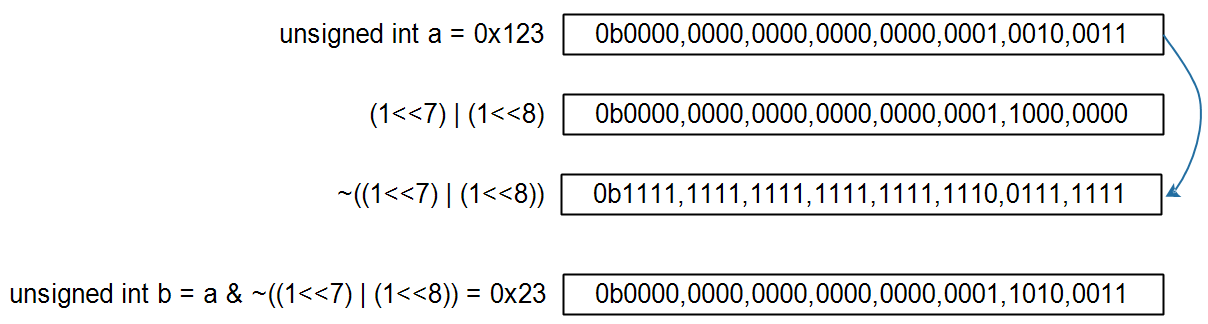 unsigned int a = 0x123 0b0000,0000,0000,0000,0000,0001,0010,0011
(1<<7) | (1<<8) 0b0000,0000,0000,0000,0000,0001,1000,0000
~((1<<7) | (1<<8)) 0b1111,1111,1111,1111,1111,1110,0111,1111
unsigned int b = a & ~((1<<7) | (1<<8)) = 0x23 0b0000,0000,0000,0000,0000,0001,1010,0011